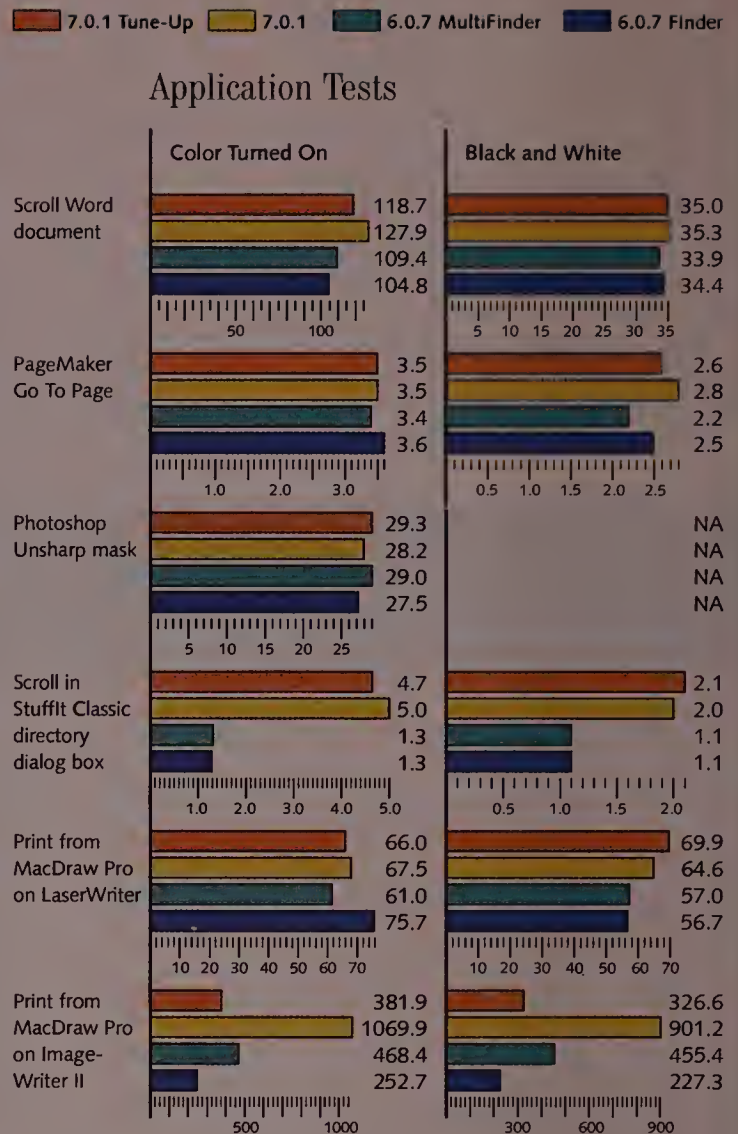 7.0.1 Tune-Up 7.0.1 6.0.7 MultiFinder 6.0.7 Finder
Application Tests
Color Turned On
Black and White
Scroll Word
document
118.7
127.9
109.4
104.8
50 100
35.0
35.3
33.9
34.4
5 10 15 20 25 30 35
PageMaker
Go To Page
3.5
3.5
3.4
3.6
1.0 2.0 3.0
2.6
2.8
2.2
2.5
0.5 1.0 1.5 2.0 2.5
Photoshop
Unsharp mask
29.3
28.2
29.0
27.5
5 10 15 20 25
NA
NA
NA
NA
Scroll in
StuffIt Classic
directory
dialog box
4.7
5.0
1.3
1.3
1.0 2.0 3.0 4.0 5.0
2.1
2.0
1.1
1.1
0.5 1.0 1.5 2.0
Print from
MacDraw Pro
on LaserWriter
66.0
67.5
61.0
75.7
10 20 30 40 50 60 70
69.9
64.6
57.0
56.7
10 20 30 40 50 60 70
Print from
MacDraw Pro
on Image-
Writer II
381.9
1069.9
468.4
252.7
500 1000
326.6
901.2
455.4
227.3
300 600 900